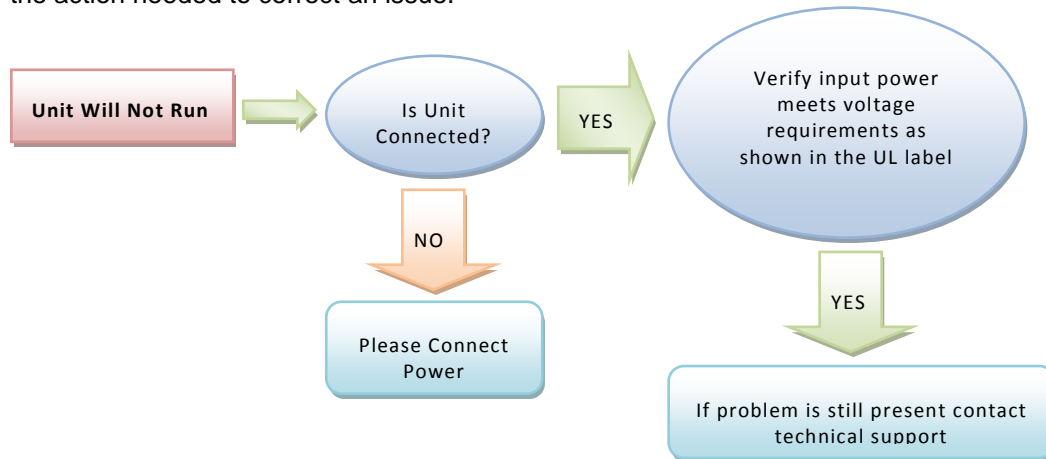 the action needed to correct an issue.
Unit Will Not Run
Is Unit
Connected?
YES
Verify input power
meets voltage
requirements as
shown in the UL label
NO
YES
Please Connect
Power
If problem is still present contact
technical support